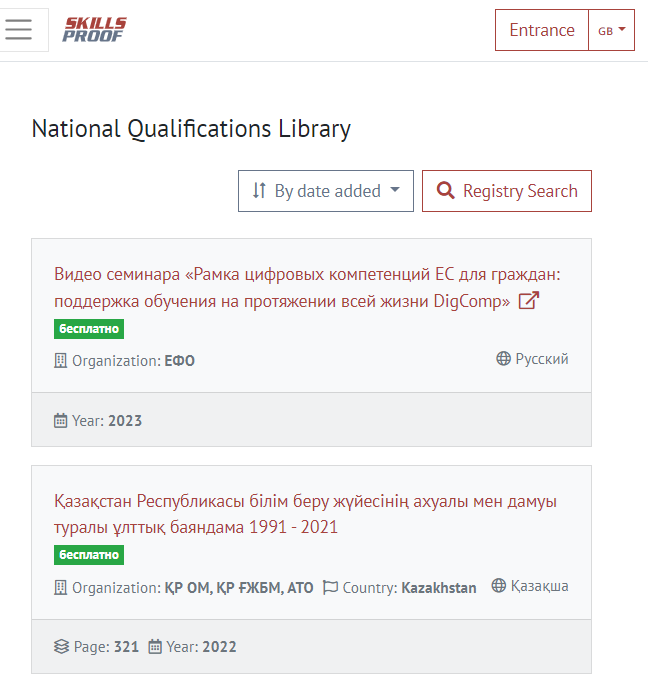 SKILLS
PROOF
Entrance GB
National Qualifications Library
By date added Registry Search
Видео семинара «Рамка цифровых компетенций ЕС для граждан:
поддержка обучения на протяжении всей жизни DigComp»
бесплатно
Organization: ЕФО Русский
Year: 2023
Қазақстан Республикасы білім беру жүйесінің ахуалы мен дамуы
туралы ұлттық баяндама 1991 - 2021
бесплатно
Organization: ҚР ОМ, ҚР ҒЖБМ, АТО Country: Kazakhstan Қазақша
Page: 321 Year: 2022